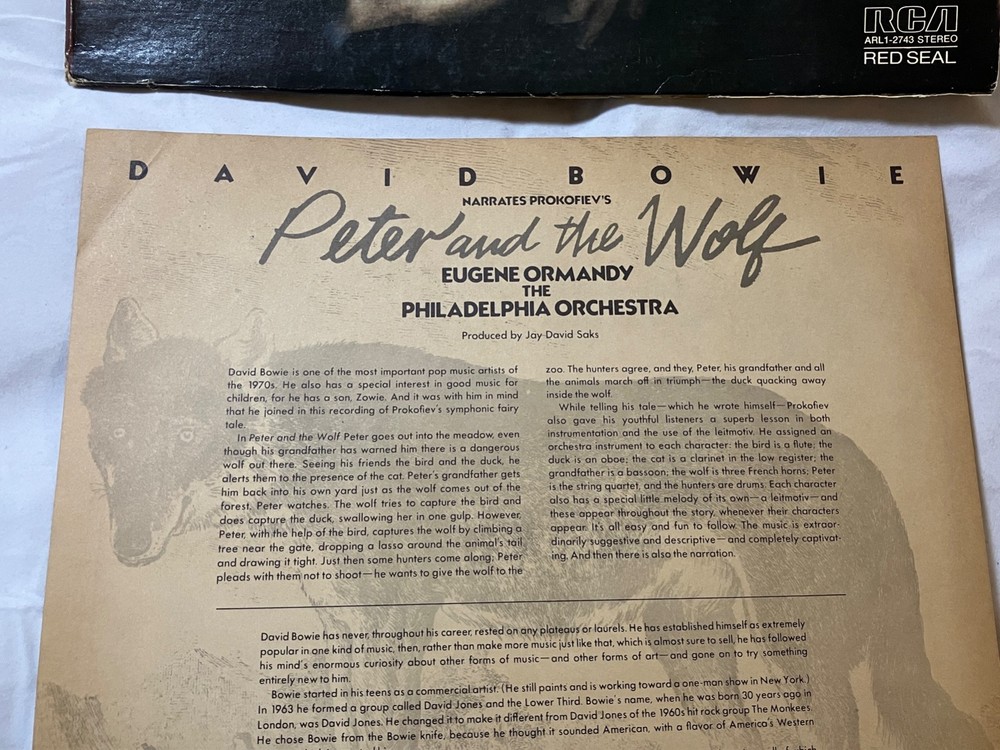 RCA
ARL1-2743 STEREO
RED SEAL
DAVID BOWIE
NARRATES PROKOFIEV'S
Peter and the Wolf
EUGENE ORMANDY
THE
PHILADELPHIA ORCHESTRA
Produced by Jay David Saks
David Bowie is one of the most important pop music artists of
the 1970s. He also has a special interest in good music for
children, for he has a son, Zowie. And it was with him in mind
that he joined in this recording of Prokofiev's symphonic fairy
tale.
In Peter and the Wolf Peter goes out into the meadow, even
though his grandfather has warned him there is a dangerous
wolf out there. Seeing his friends the bird and the duck, he
alerts them to the presence of the cat. Peter's grandfather gets
him back into his own yard just as the wolf comes out of the
forest. Peter watches. The wolf tries to capture the bird and
does capture the duck, swallowing her in one gulp. However,
Peter, with the help of the bird, captures the wolf by climbing a
tree near the gate, dropping a lasso around the animal's tail
and drawing it tight. Just then some hunters come along; Peter
pleads with them not to shoot—he wants to give the wolf to the
zoo. The hunters agree, and they, Peter, his grandfather and all
the animals march off in triumph—the duck quacking away
inside the wolf.
While telling his tale—which he wrote himself—Prokofiev
also gave his youthful listeners a superb lesson in both
instrumentation and the use of the leitmotiv. He assigned an
orchestra instrument to each character: the bird is a flute; the
duck is an oboe; the cat is a clarinet in the low register; the
grandfather is a bassoon; the wolf is three French horns; Peter
is the string quartet, and the hunters are drums. Each character
also has a special little melody of its own—a leitmotiv—and
these appear throughout the story, whenever their characters
appear. It's all easy and fun to follow. The music is extraor-
dinarily suggestive and descriptive—and completely captivat-
ing. And then there is also the narration.
David Bowie has never, throughout his career, rested on any plateaus or laurels. He has established himself as extremely
popular in one kind of music, then, rather than make more music just like that, which is almost sure to sell, he has followed
his mind's enormous curiosity about other forms of music—and other forms of art—and gone on to try something
entirely new to him.
Bowie started in his teens as a commercial artist. (He still paints and is working toward a one-man show in New York.)
In 1963 he formed a group called David Jones and the Lower Third. Bowie's name, when he was born 30 years ago in
London, was David Jones. He changed it to make it different from David Jones of the 1960s hit rock group The Monkees.
He chose Bowie from the Bowie knife, because he thought it sounded American, with a flavor of America's Western